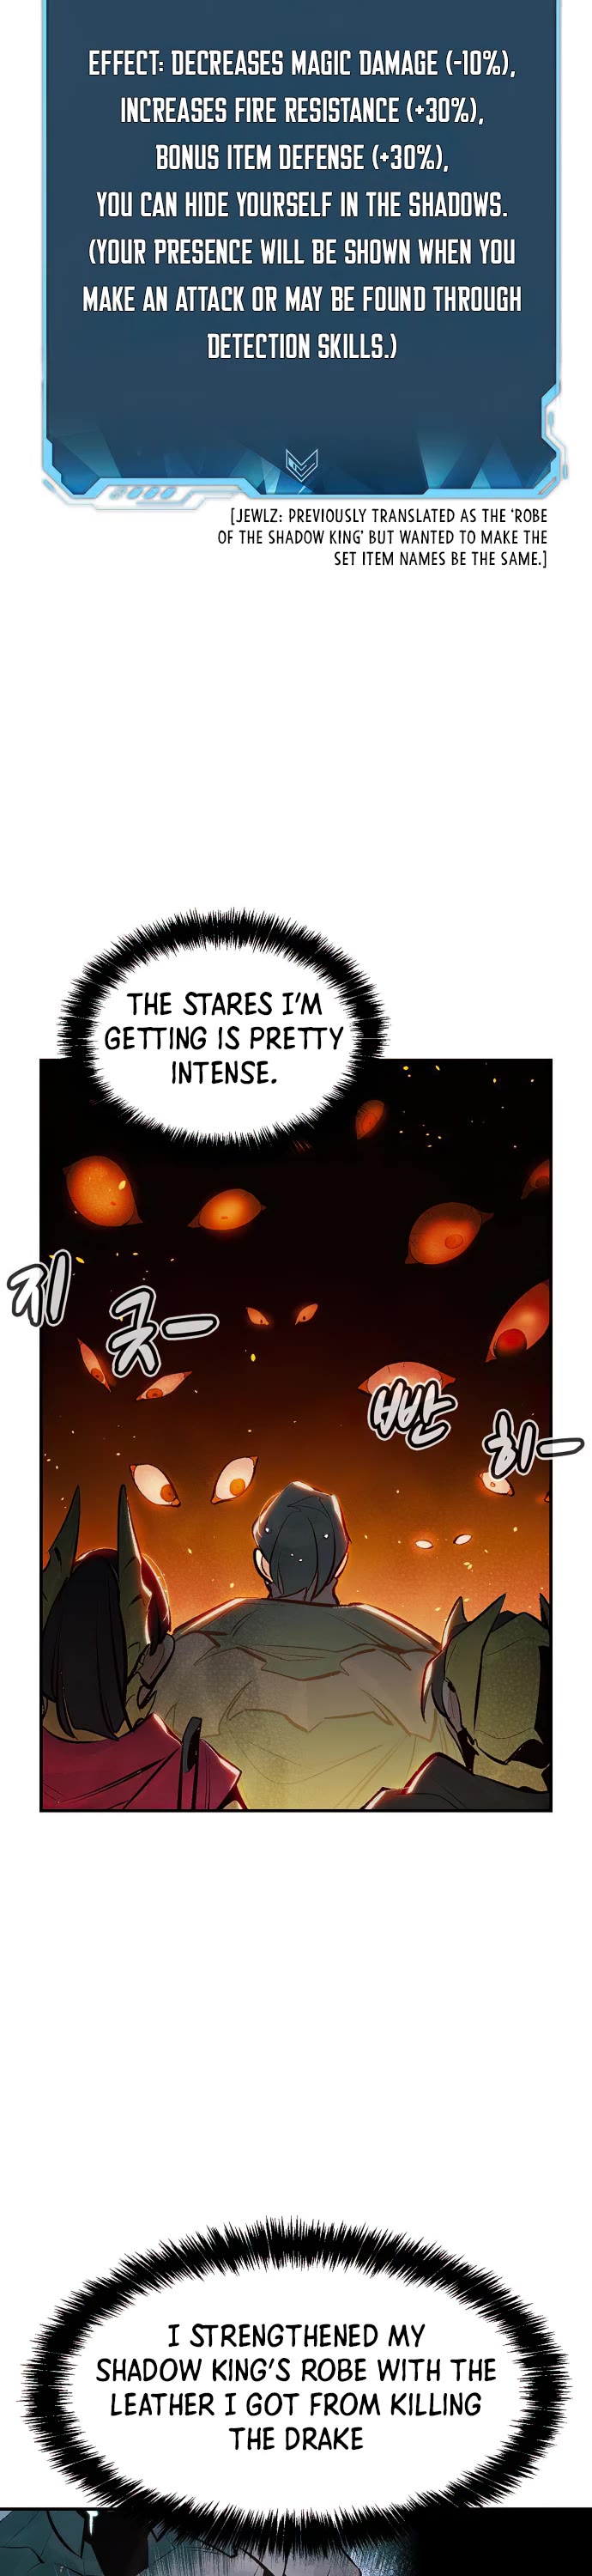 EFFECT: DECREASES MAGIC DAMAGE (-10%),
INCREASES FIRE RESISTANCE (+30%),
BONUS ITEM DEFENSE (+30%),
YOU CAN HIDE YOURSELF IN THE SHADOWS.
(YOUR PRESENCE WILL BE SHOWN WHEN YOU
MAKE AN ATTACK OR MAY BE FOUND THROUGH
DETECTION SKILLS.)
[JEWLZ: PREVIOUSLY TRANSLATED AS THE 'ROBE
OF THE SHADOW KING' BUT WANTED TO MAKE THE
SET ITEM NAMES BE THE SAME.]
THE STARES I'M
GETTING IS PRETTY
INTENSE.
지
긋-
빤
히-
I STRENGTHENED MY
SHADOW KING'S ROBE WITH THE
LEATHER I GOT FROM KILLING
THE DRAKE